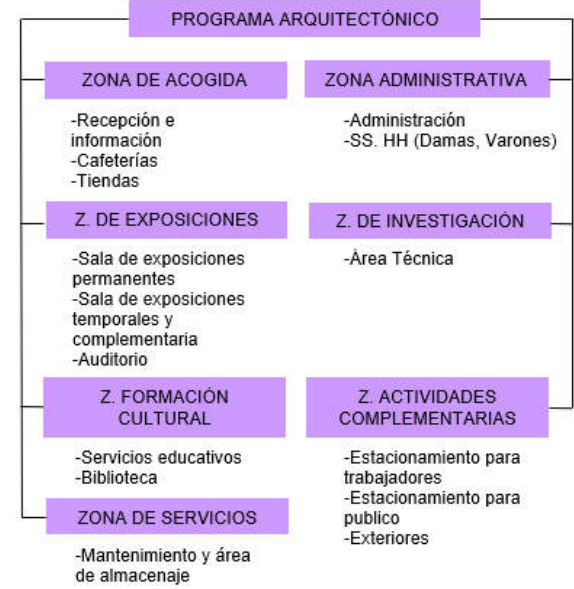 PROGRAMA ARQUITECTÓNICO
ZONA DE ACOGIDA
-Recepción e
información
-Cafeterías
-Tiendas
ZONA ADMINISTRATIVA
-Administración
-SS. HH (Damas, Varones)
Z. DE EXPOSICIONES
-Sala de exposiciones
permanentes
-Sala de exposiciones
temporales y
complementaria
-Auditorio
Z. DE INVESTIGACIÓN
-Àrea Técnica
Z. FORMACIÓN
CULTURAL
-Servicios educativos
-Biblioteca
Z. ACTIVIDADES
COMPLEMENTARIAS
-Estacionamiento para
trabajadores
-Estacionamiento para
publico
-Exteriores
ZONA DE SERVICIOS
-Mantenimiento y área
de almacenaje